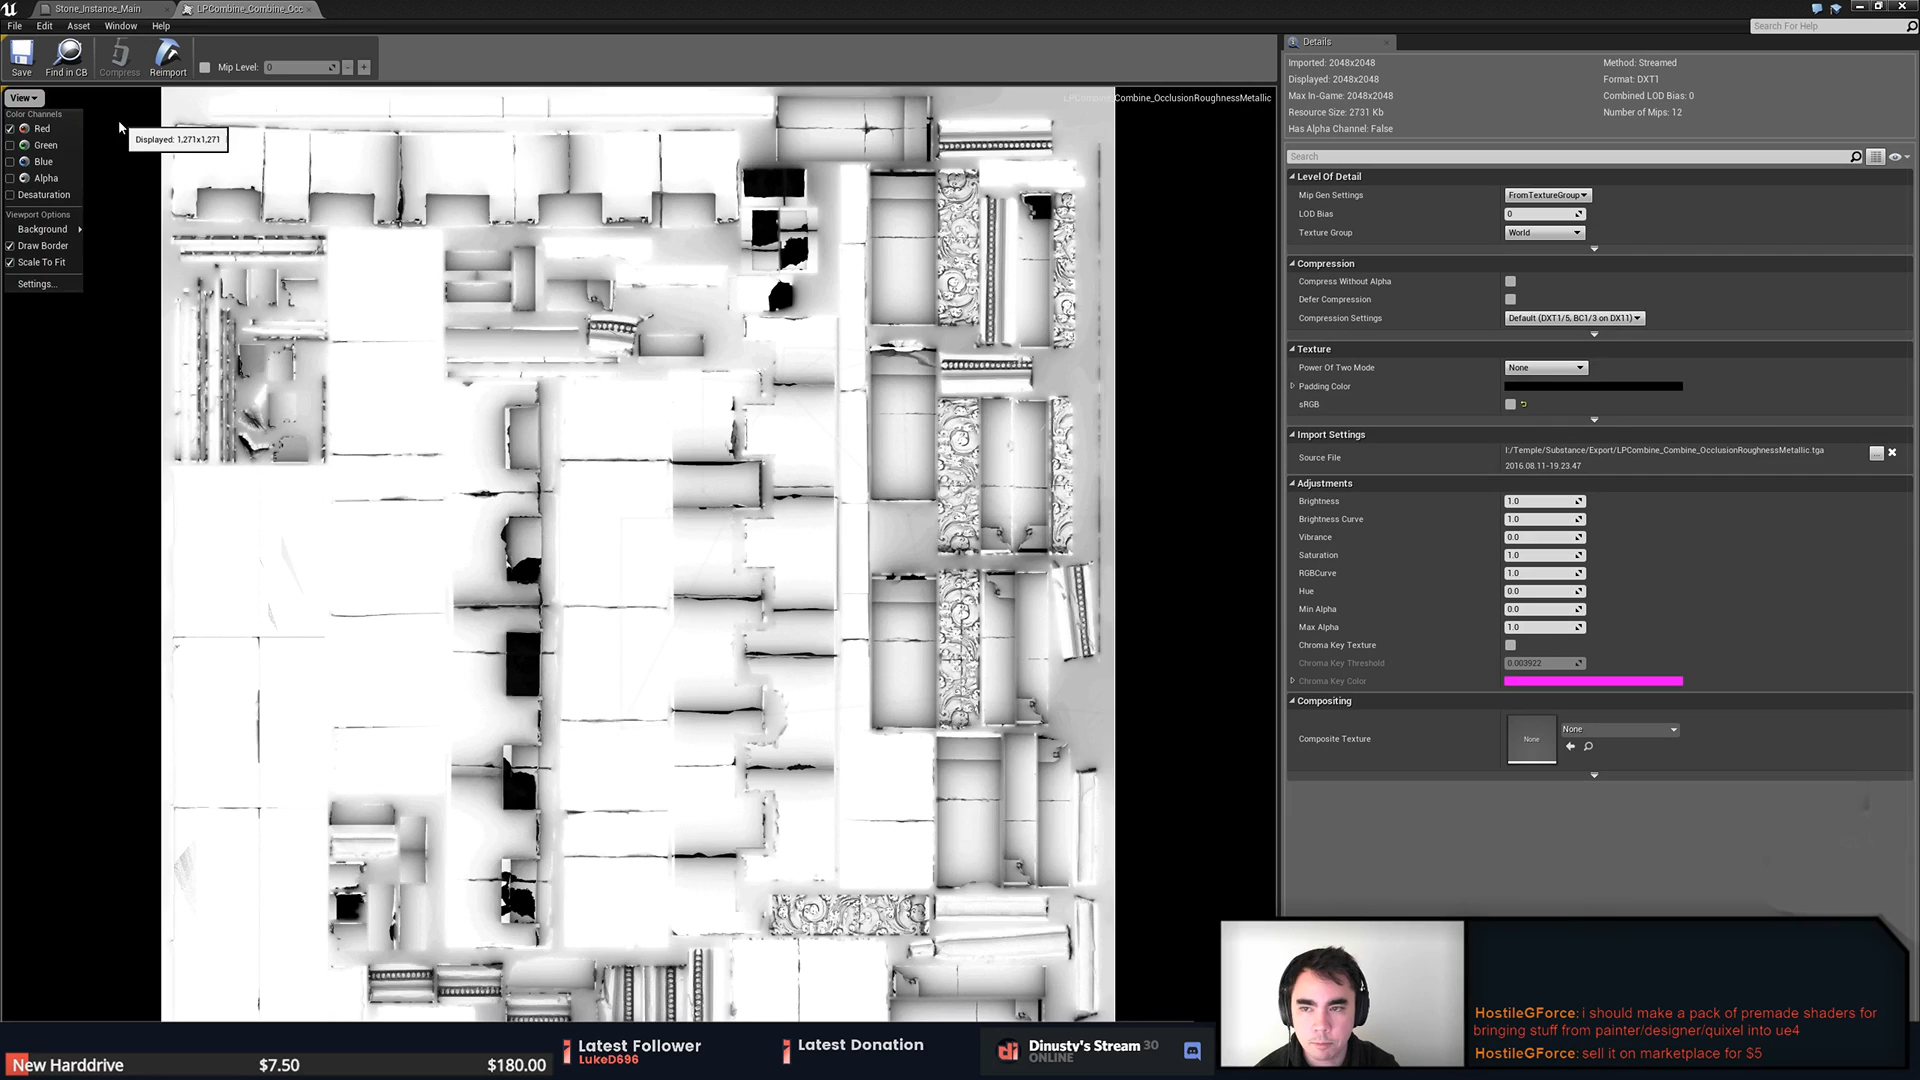 Stone_Instance_Main
LPCombine_Combine_Occ
File Edit Asset Window Help
Search For Help
Save Find in CB Compress Reimport Mip Level: 0 - +
View
Color Channels
Red
Green
Blue
Alpha
Desaturation
Viewport Options
Background
Draw Border
Scale To Fit
Settings...
Displayed: 1,271x1,271
Combine_OcclusionRoughnessMetallic
Details
Imported: 2048x2048 Method: Streamed
Displayed: 2048x2048 Format: DXT1
Max In-Game: 2048x2048 Combined LOD Bias: 0
Resource Size: 2731 Kb Number of Mips: 12
Has Alpha Channel: False
Search
Level Of Detail
Mip Gen Settings FromTextureGroup
LOD Bias 0
Texture Group World
Compression
Compress Without Alpha
Defer Compression
Compression Settings Default (DXT1/5, BC1/3 on DX11)
Texture
Power Of Two Mode None
Padding Color
sRGB
Import Settings
Source File I:/Temple/Substance/Export/LPCombine_Combine_OcclusionRoughnessMetallic.tga
2016.08.11-19.23.47
Adjustments
Brightness 1.0
Brightness Curve 1.0
Vibrance 0.0
Saturation 1.0
RGBCurve 1.0
Hue 0.0
Min Alpha 0.0
Max Alpha 1.0
Chroma Key Texture
Chroma Key Threshold 0.003922
Chroma Key Color
Compositing
Composite Texture None None
HostileGForce: i should make a pack of premade shaders for
bringing stuff from painter/designer/quixel into ue4
HostileGForce: sell it on marketplace for $5
New Harddrive $7.50 $180.00
Latest Follower
LukeD696
Latest Donation
Dinusty's Stream 30
ONLINE